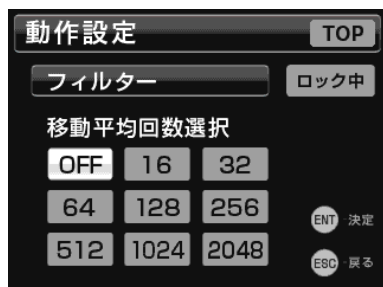 動作設定 TOP
フィルター ロック中
移動平均回数選択
OFF 16 32
64 128 256
ENT 決定
512 1024 2048
ESC 戻る